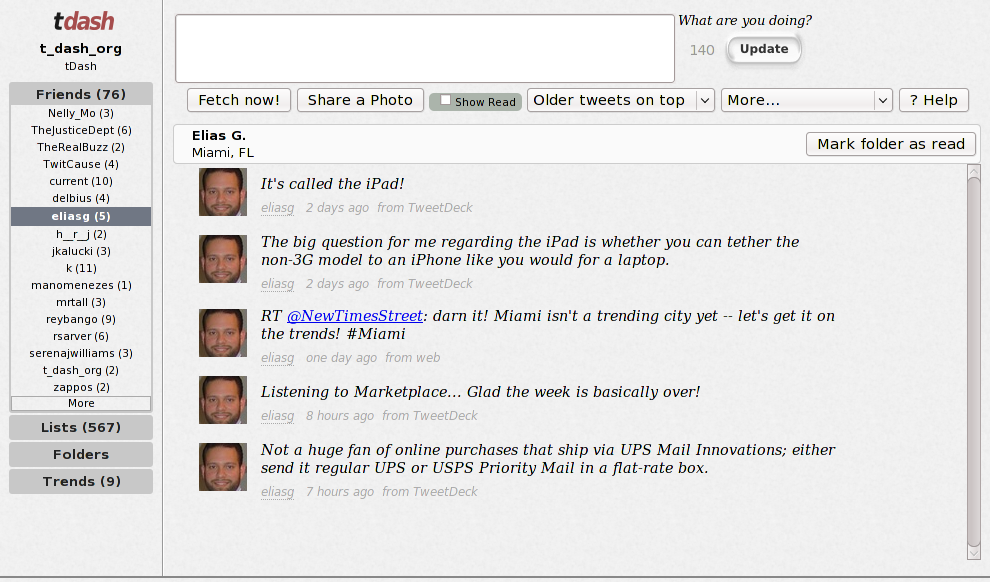 tdash
t_dash_org
tDash
Friends (76)
Nelly_Mo (3)
TheJusticeDept (6)
TheRealBuzz (2)
TwitCause (4)
current (10)
delbius (4)
eliasg (5)
h__r__j (2)
jkalucki (3)
k (11)
manomenezes (1)
mrtall (3)
reybango (9)
rsarver (6)
serenajwilliams (3)
t_dash_org (2)
zappos (2)
More
Lists (567)
Folders
Trends (9)
What are you doing?
140 Update
Fetch now! Share a Photo Show Read Older tweets on top More... ? Help
Elias G.
Miami, FL
Mark folder as read
It's called the iPad!
eliasg 2 days ago from TweetDeck
The big question for me regarding the iPad is whether you can tether the
non-3G model to an iPhone like you would for a laptop.
eliasg 2 days ago from TweetDeck
RT @NewTimesStreet: darn it! Miami isn't a trending city yet -- let's get it on
the trends! #Miami
eliasg one day ago from web
Listening to Marketplace... Glad the week is basically over!
eliasg 8 hours ago from TweetDeck
Not a huge fan of online purchases that ship via UPS Mail Innovations; either
send it regular UPS or USPS Priority Mail in a flat-rate box.
eliasg 7 hours ago from TweetDeck